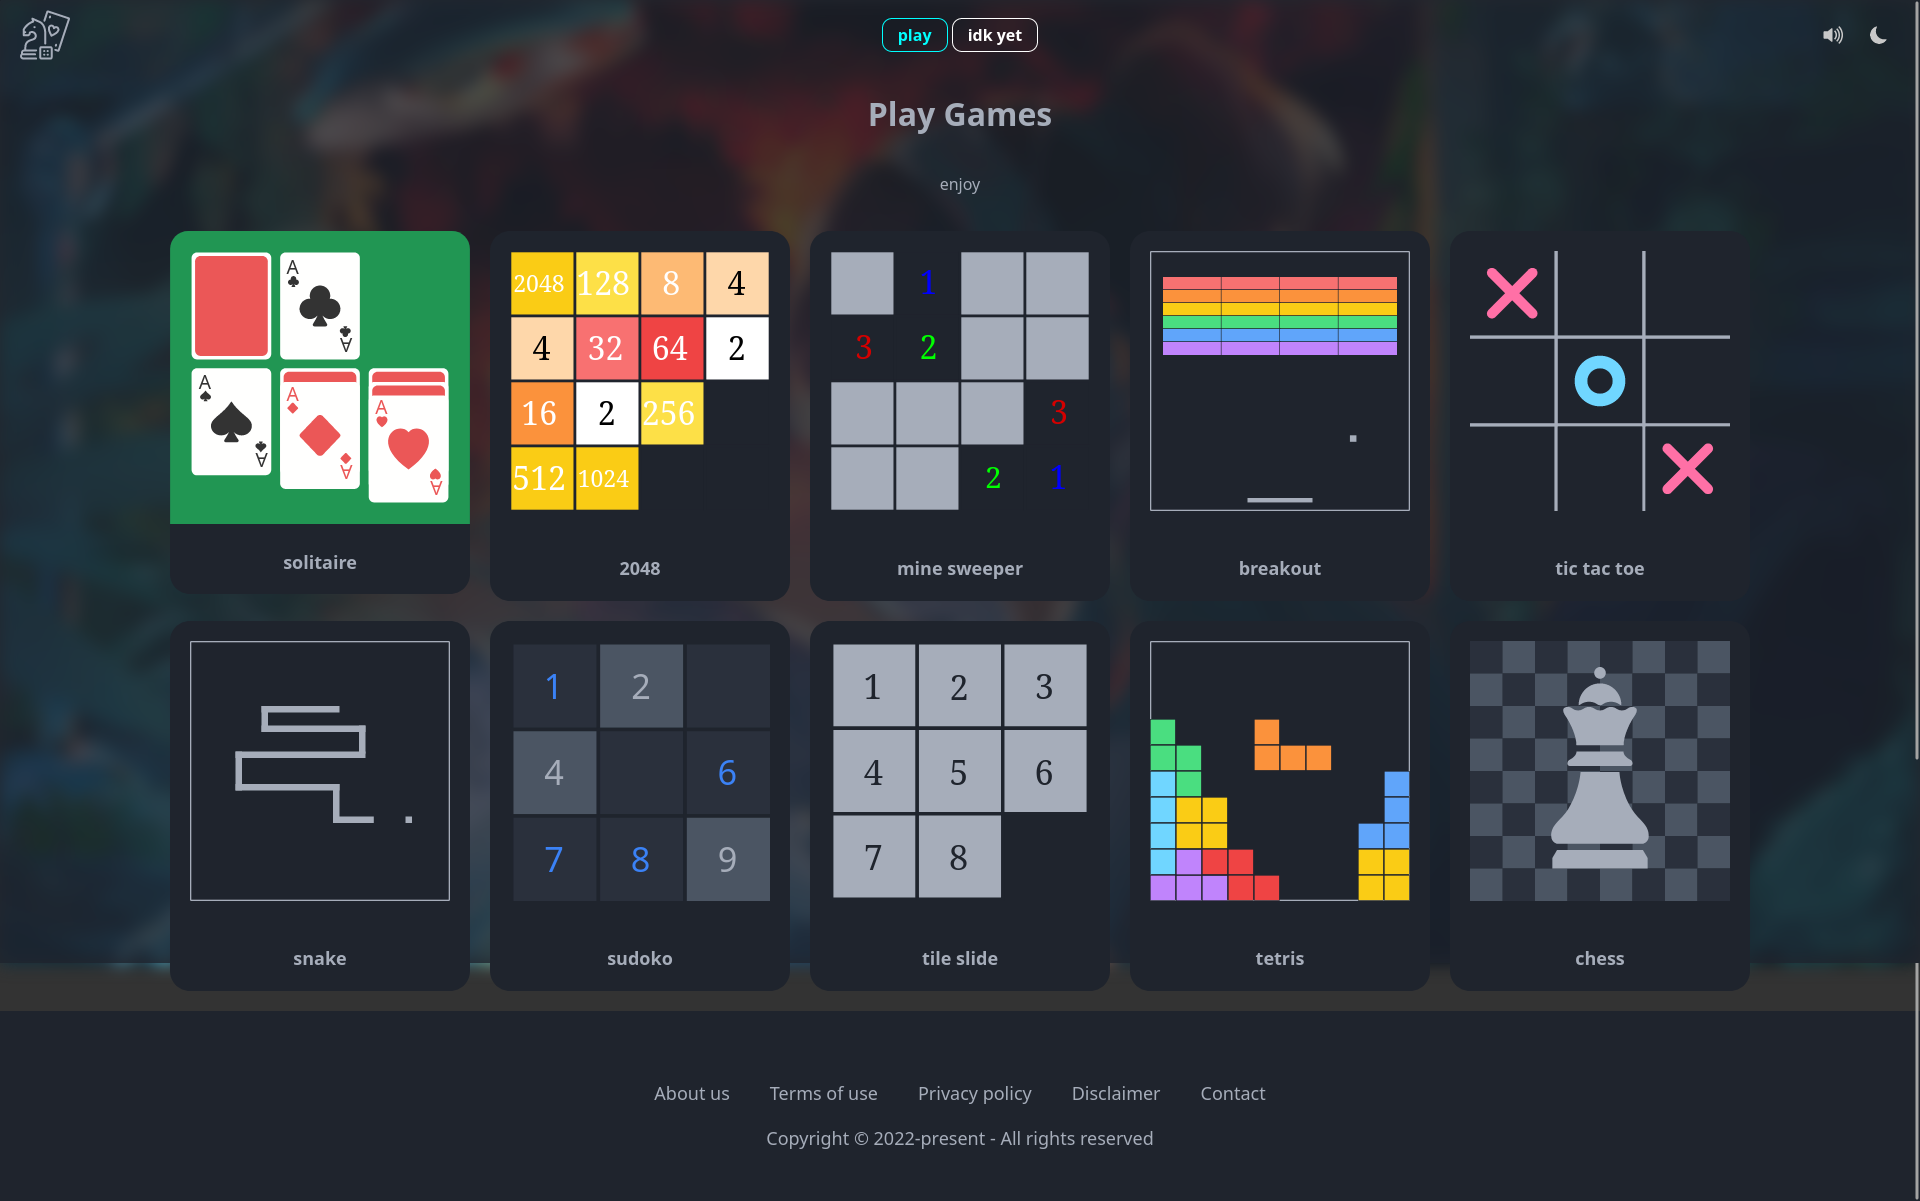 play idk yet
Play Games
enjoy
A
A
A A A
A A A
solitaire
2048 128 8 4
4 32 64 2
16 2 256
512 1024
2048
1
3 2
3
2 1
mine sweeper
breakout
tic tac toe
snake
1 2
4 6
7 8 9
sudoko
1 2 3
4 5 6
7 8
tile slide
tetris
chess
About us Terms of use Privacy policy Disclaimer Contact
Copyright © 2022-present - All rights reserved